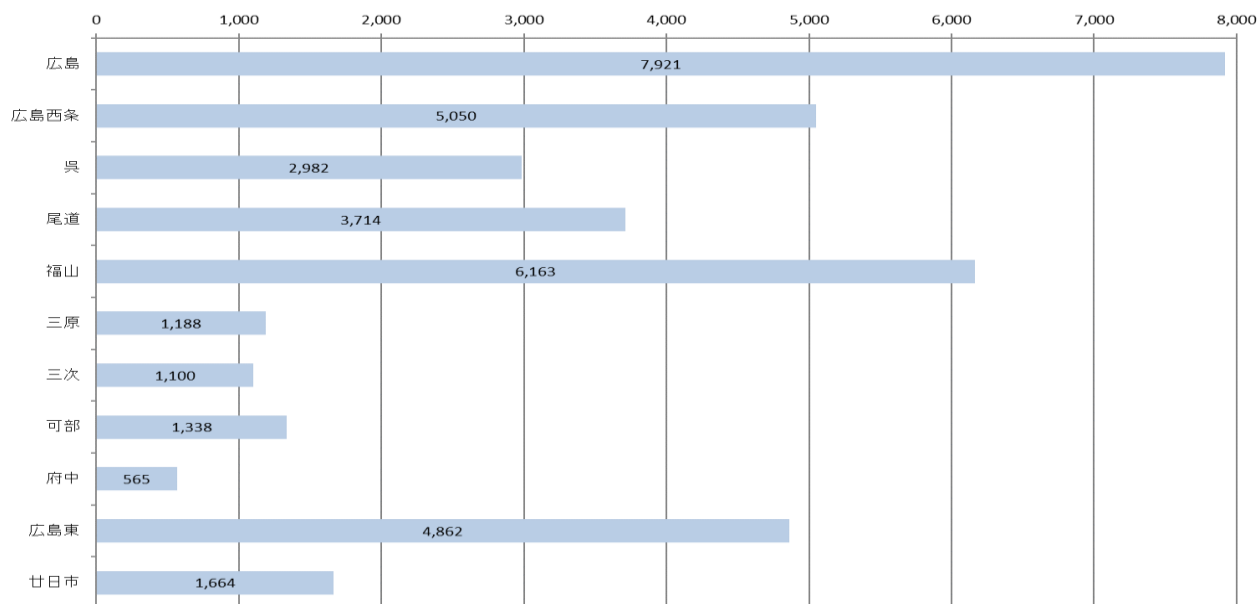 0 1,000 2,000 3,000 4,000 5,000 6,000 7,000 8,000
広島 7,921
広島西条 5,050
呉 2,982
尾道 3,714
福山 6,163
三原 1,188
三次 1,100
可部 1,338
府中 565
広島東 4,862
廿日市 1,664